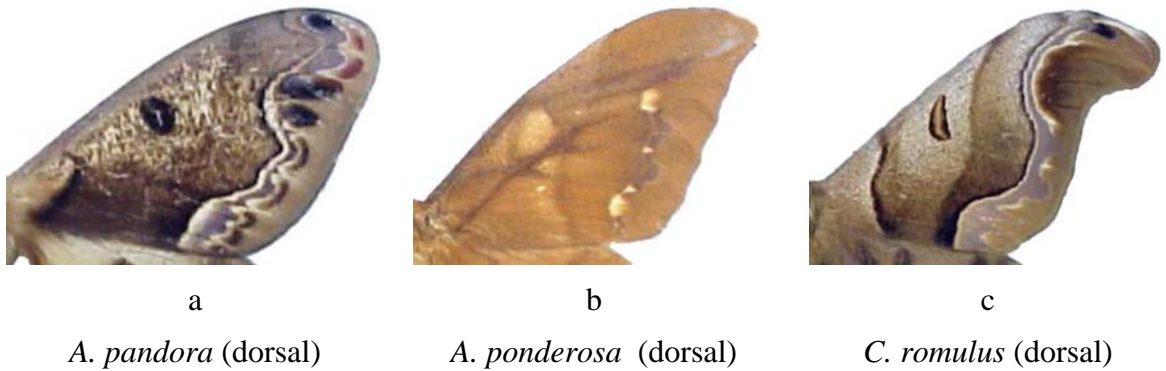 a
b
c
A. pandora (dorsal)
A. ponderosa (dorsal)
C. romulus (dorsal)